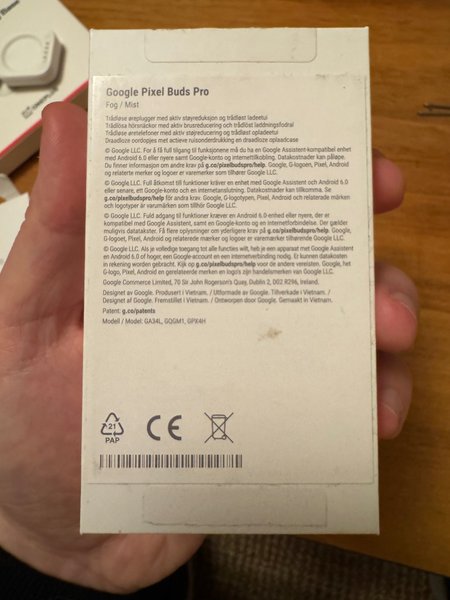 Google Pixel Buds Pro
Fog / Mist
Trådløse øreplugger med aktiv støyreduksjon og trådløst ladeetui
Trådlösa hörsnäckor med aktiv brusreducering och trådlöst laddningsfodral
Trådløse øretelefoner med aktiv støjreducering og trådløst opladeetui
Draadloze oordopjes met actieve ruisonderdrukking en draadloze oplaadcase
© Google LLC. For å få full tilgang til funksjonene må du ha en Google Assistent-kompatibel enhet
med Android 6.0 eller nyere samt Google-konto og internettilkobling. Datakostnader kan påløpe.
Du finner informasjon om andre krav på g.co/pixelbudspro/help. Google, G-logoen, Pixel, Android
og relaterte merker og logoer er varemerker som tilhører Google LLC.
© Google LLC. Full åtkomst till funktioner kräver en enhet med Google Assistent och Android 6.0
eller senare, ett Google-konto och en internetanslutning. Datakostnader kan tillkomma. Se
g.co/pixelbudspro/help för andra krav. Google, G-logotypen, Pixel, Android och relaterade märken
och logotyper är varumärken som tillhör Google LLC.
© Google LLC. Fuld adgang til funktioner kræver en Android 6.0-enhed eller nyere, der er
kompatibel med Google Assistent, samt en Google-konto og en internetforbindelse. Der gælder
muligvis datatakster. Få flere oplysninger om yderligere krav på g.co/pixelbudspro/help. Google, G-
logoet, Pixel, Android og relaterede mærker og logoer er varemærker tilhørende Google LLC.
© Google LLC. Als je volledige toegang tot alle functies wilt, heb je een apparaat met Google Assistent
en Android 6.0 of hoger, een Google-account en een internetverbinding nodig. Er kunnen datakosten
in rekening worden gebracht. Kijk op g.co/pixelbudspro/help voor de andere vereisten. Google, het
G-logo, Pixel, Android en gerelateerde merken en logo's zijn handelsmerken van Google LLC.
Google Commerce Limited, 70 Sir John Rogerson's Quay, Dublin 2, D02 R296, Ireland.
Designet av Google. Produsert i Vietnam. / Utformade av Google. Tillverkade i Vietnam. /
Designet af Google. Fremstillet i Vietnam. / Ontworpen door Google. Gemaakt in Vietnam.
Patent: g.co/patents
Modell / Model: GA34L, GQGM1, GPX4H
21
PAP
CE